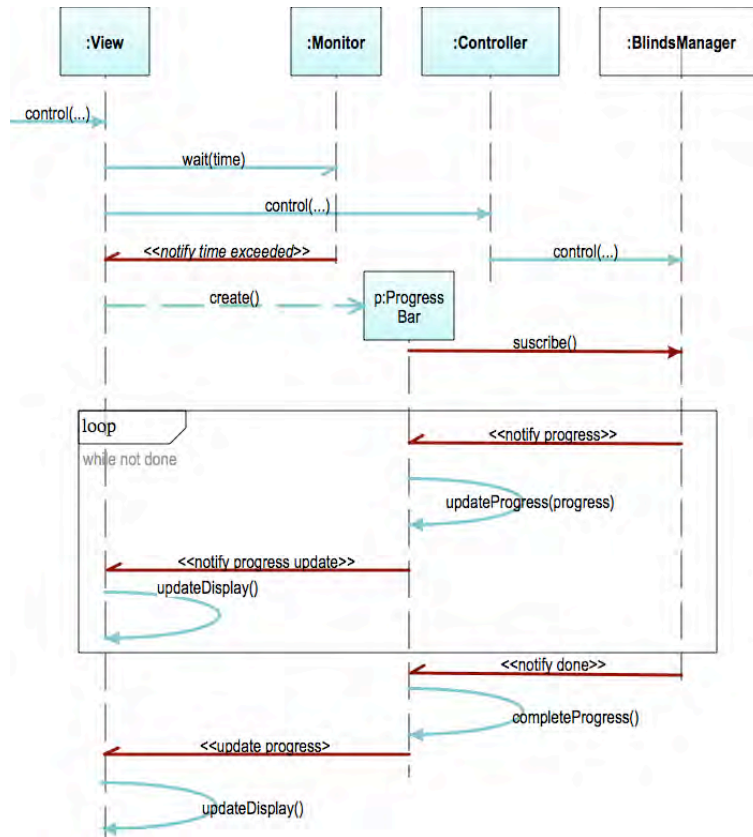 :View
:Monitor
:Controller
:BlindsManager
control(...)
wait(time)
control(...)
<<notify time exceeded>>
control(...)
create()
p:Progress
Bar
suscribe()
loop
while not done
<<notify progress>>
updateProgress(progress)
<<notify progress update>>
updateDisplay()
<<notify done>>
completeProgress()
<<update progress>
updateDisplay()